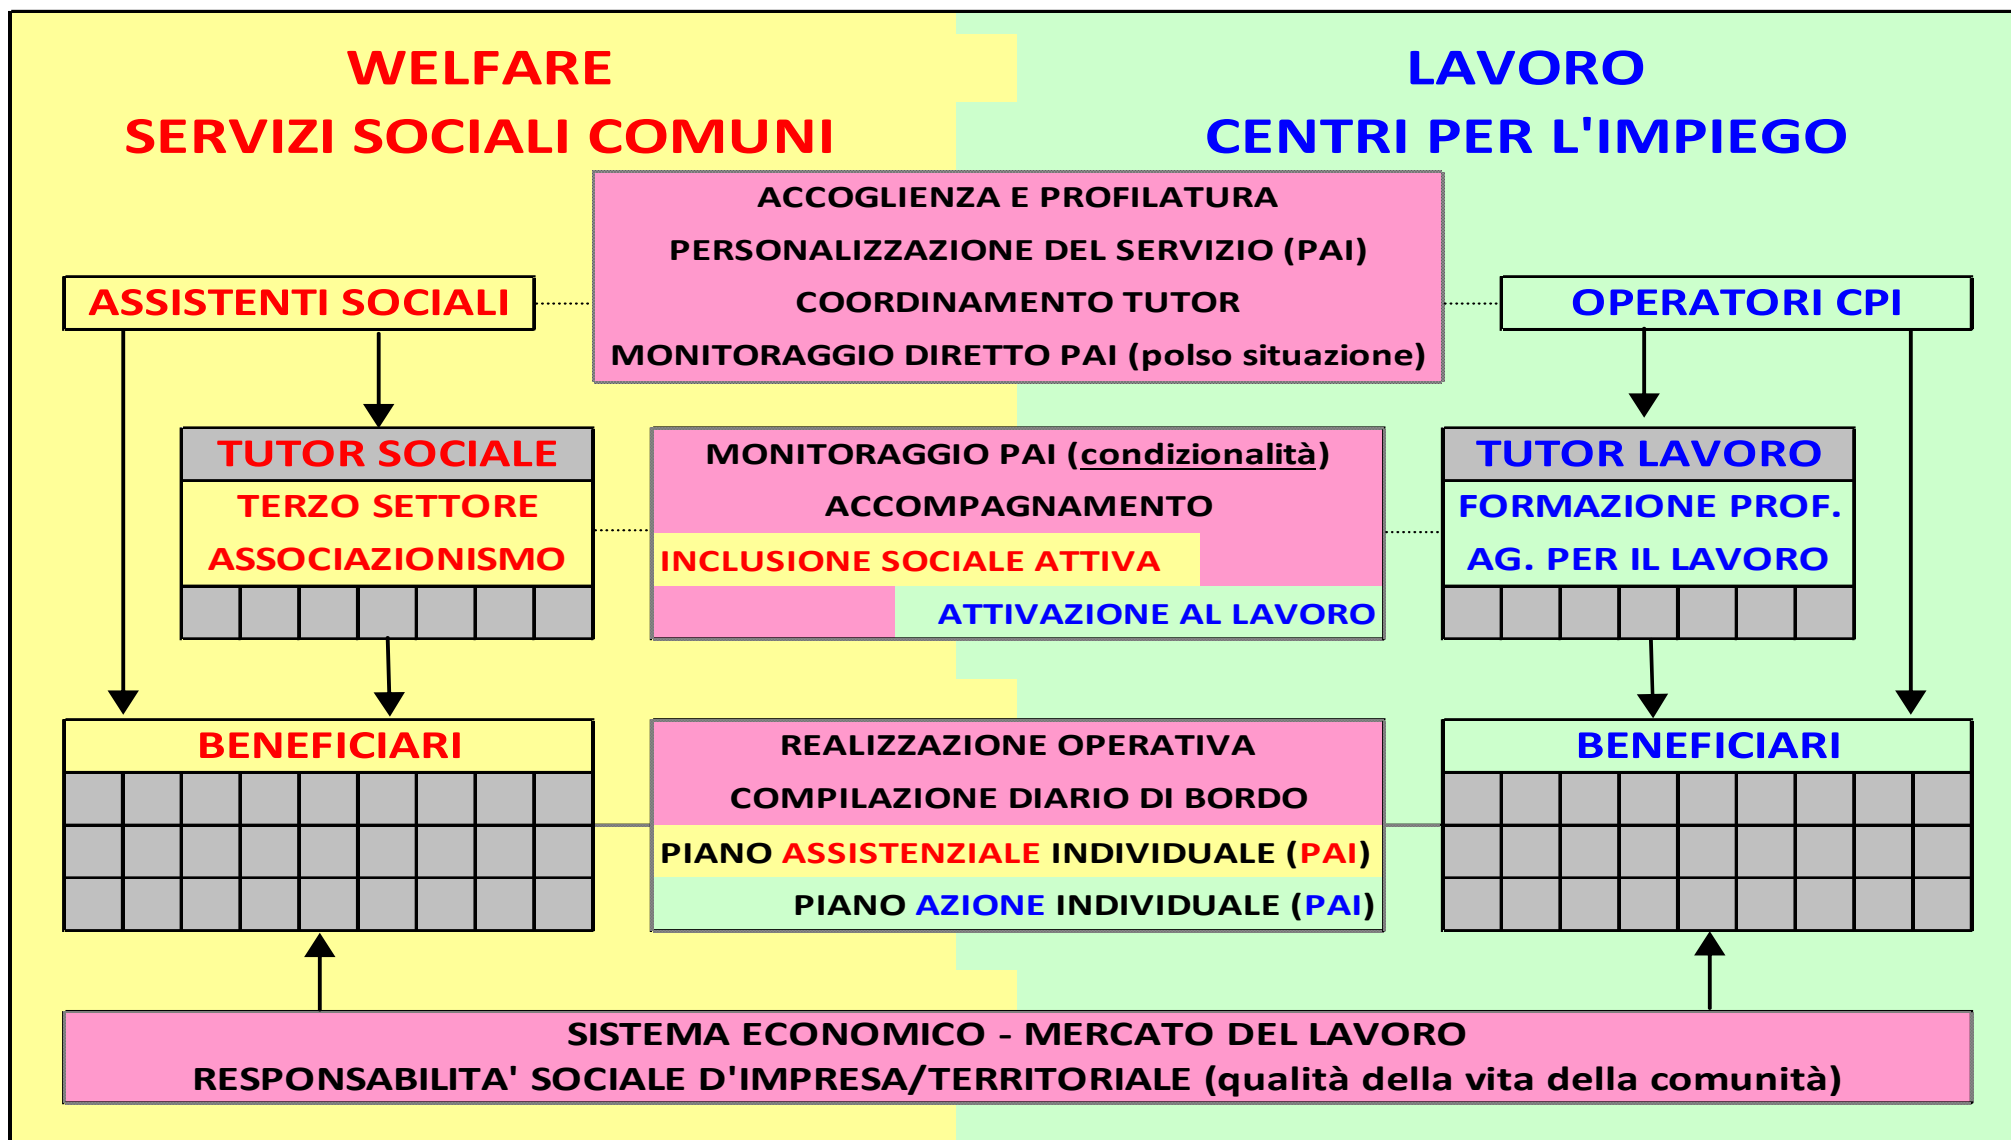 WELFARE
SERVIZI SOCIALI COMUNI
LAVORO
CENTRI PER L'IMPIEGO
ACCOGLIENZA E PROFILATURA
PERSONALIZZAZIONE DEL SERVIZIO (PAI)
COORDINAMENTO TUTOR
MONITORAGGIO DIRETTO PAI (polso situazione)
ASSISTENTI SOCIALI
OPERATORI CPI
TUTOR SOCIALE
TERZO SETTORE
ASSOCIAZIONISMO
MONITORAGGIO PAI (condizionalità)
ACCOMPAGNAMENTO
INCLUSIONE SOCIALE ATTIVA
ATTIVAZIONE AL LAVORO
TUTOR LAVORO
FORMAZIONE PROF.
AG. PER IL LAVORO
BENEFICIARI
REALIZZAZIONE OPERATIVA
COMPILAZIONE DIARIO DI BORDO
PIANO ASSISTENZIALE INDIVIDUALE (PAI)
PIANO AZIONE INDIVIDUALE (PAI)
BENEFICIARI
SISTEMA ECONOMICO - MERCATO DEL LAVORO
RESPONSABILITA' SOCIALE D'IMPRESA/TERRITORIALE (qualità della vita della comunità)